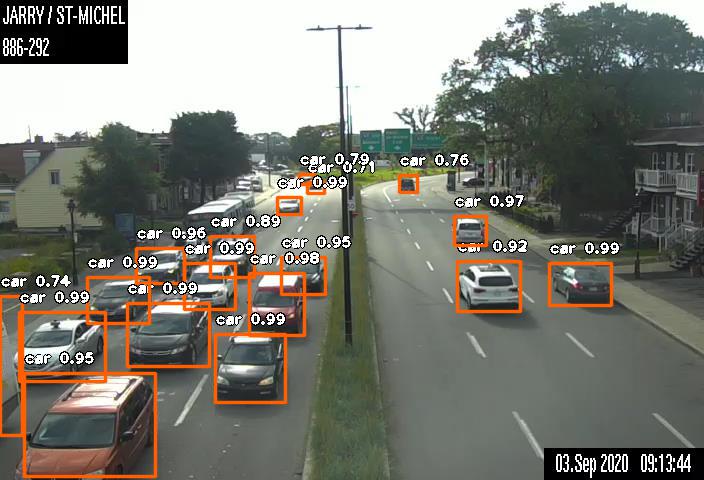 JARRY / ST-MICHEL
886-292
car 0.79
car 0.71
car 0.76
car 0.99
car 0.97
car 0.89
car 0.96
car 0.99
car 0.95
car 0.92
car 0.99
car 0.99
car 0.98
car 0.74
car 0.99
car 0.99
car 0.99
car 0.95
03.Sep 2020 09:13:44